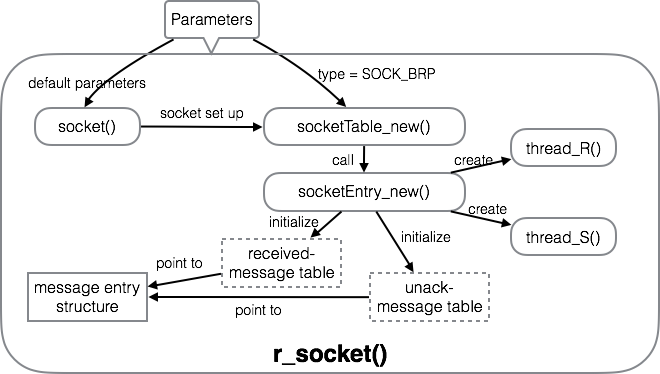 Parameters
default parameters
type = SOCK_BRP
socket()
socket set up
socketTable_new()
call
create
thread_R()
socketEntry_new()
create
thread_S()
initialize
initialize
received-
message table
point to
message entry
structure
unack-
message table
point to
r_socket()